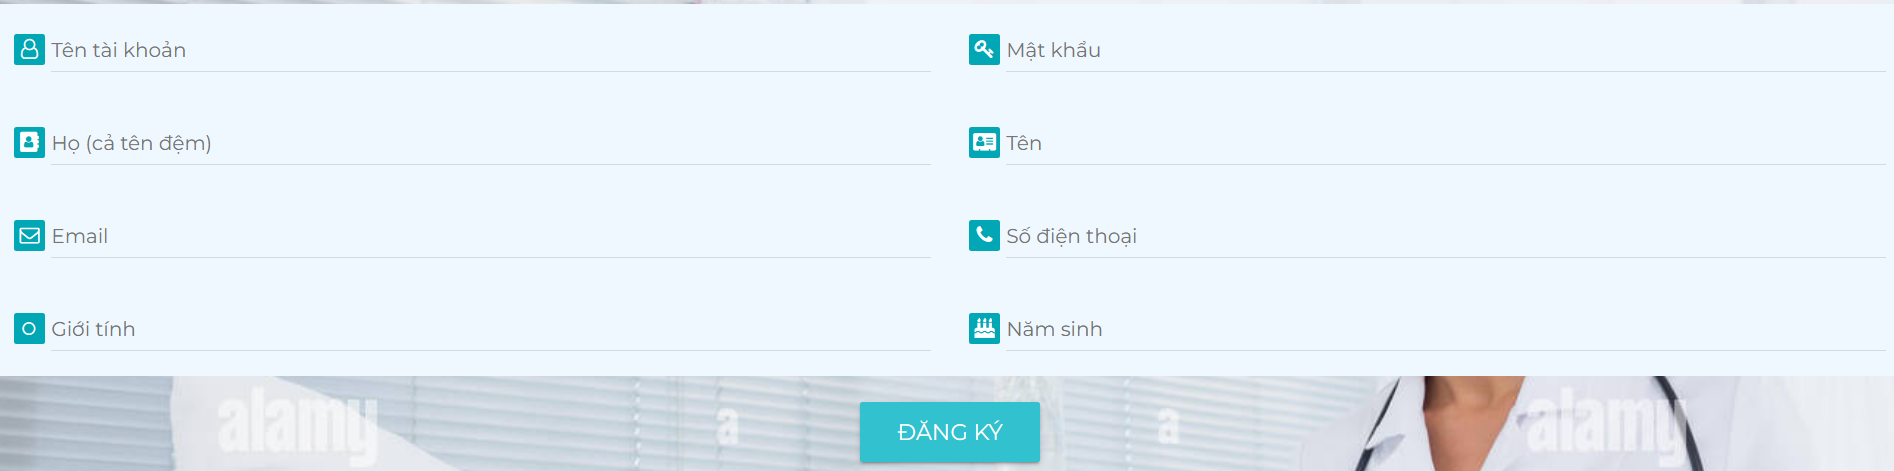 Tên tài khoản
Mật khẩu
Họ (cả tên đệm)
Tên
Email
Số điện thoại
Giới tính
Năm sinh
alamy
a
ĐĂNG KÝ
a
alamy